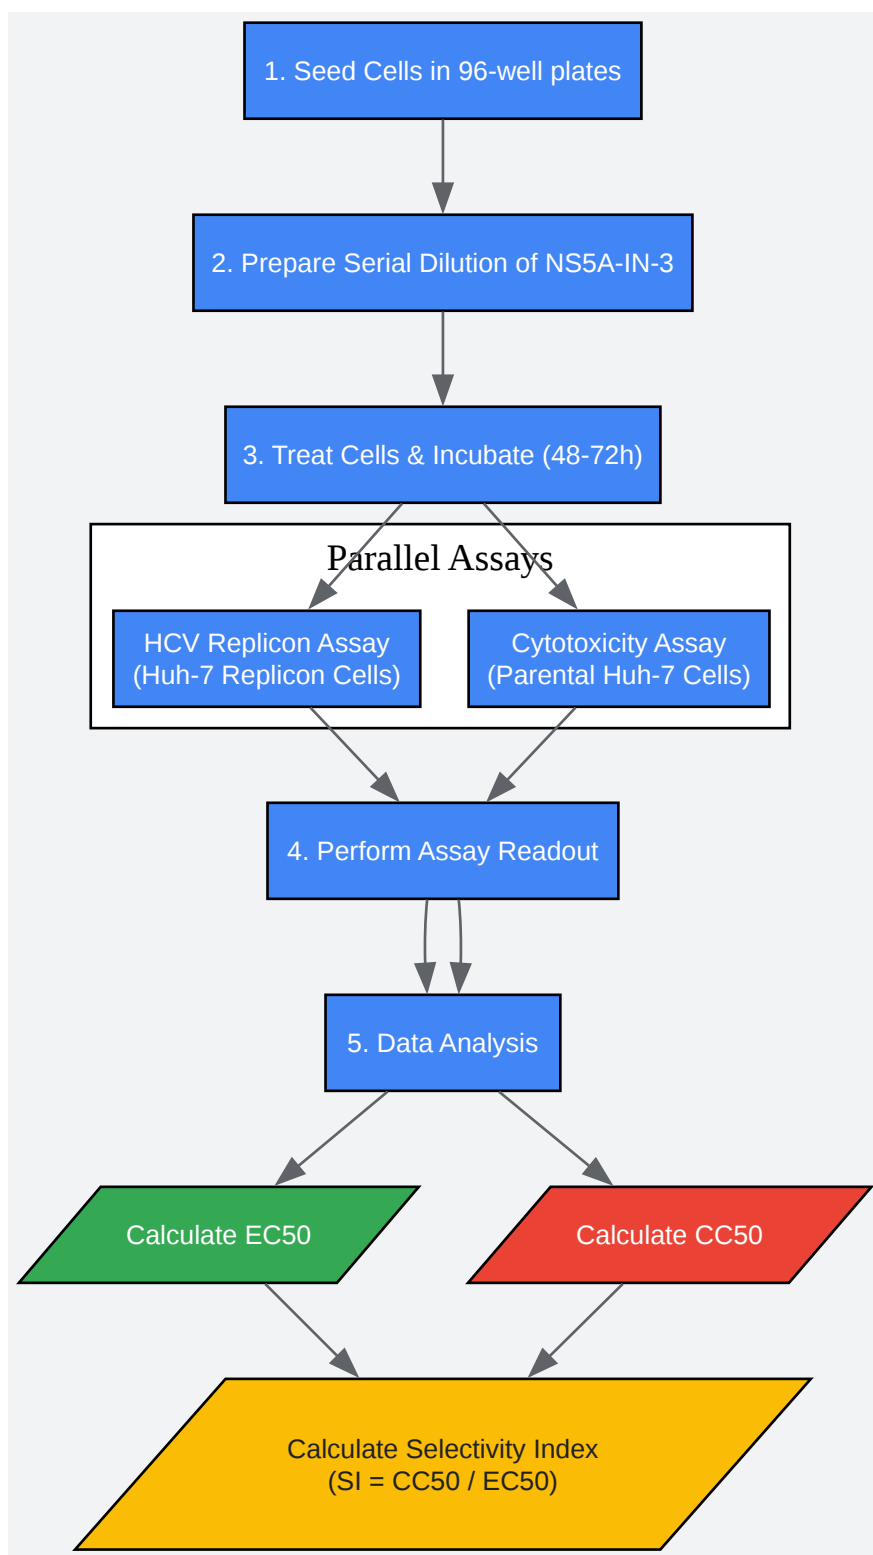 1. Seed Cells in 96-well plates
2. Prepare Serial Dilution of NS5A-IN-3
3. Treat Cells & Incubate (48-72h)
Parallel Assays
HCV Replicon Assay
(Huh-7 Replicon Cells)
Cytotoxicity Assay
(Parental Huh-7 Cells)
4. Perform Assay Readout
5. Data Analysis
Calculate EC50
Calculate CC50
Calculate Selectivity Index
(SI = CC50 / EC50)